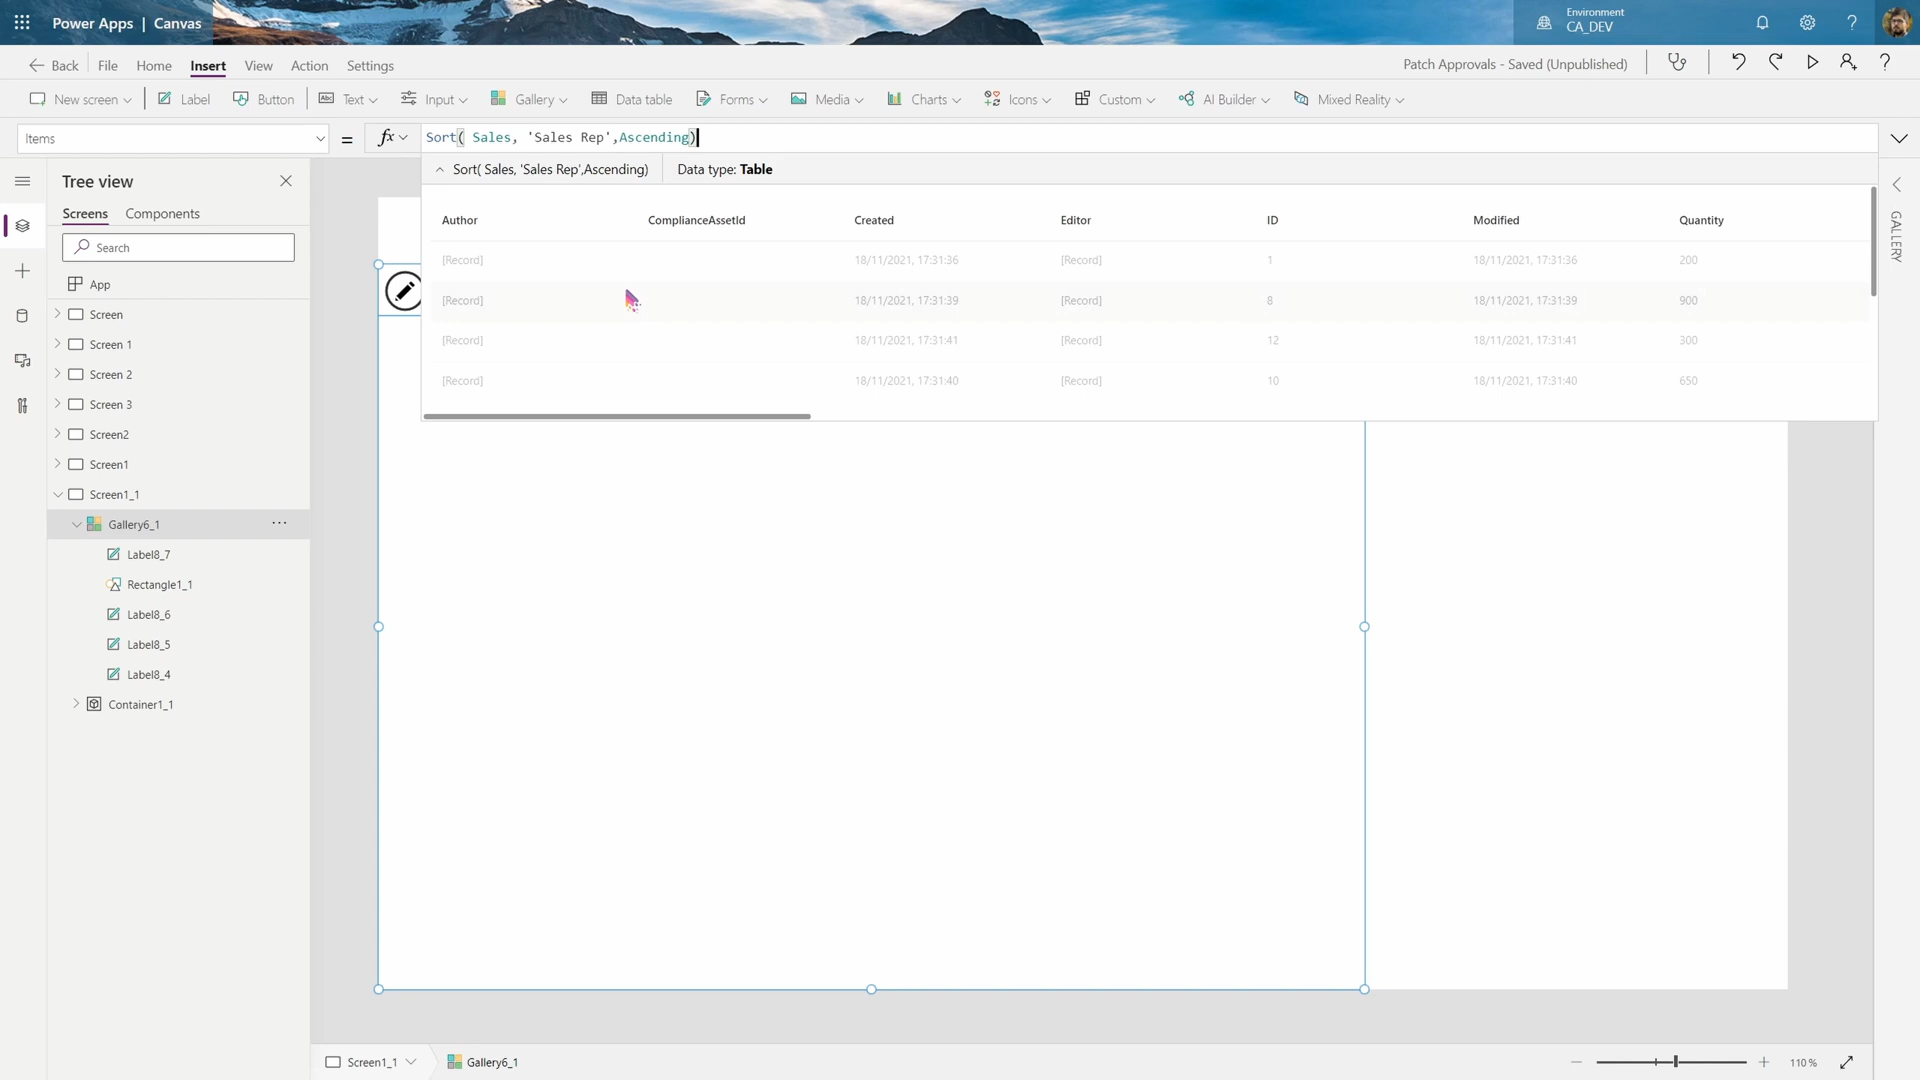 Power Apps | Canvas
Environment
CA_DEV
?
Back
File
Home
Insert
View
Action
Settings
Patch Approvals - Saved (Unpublished)
?
New screen
Label
Button
Abc Text
Input
Gallery
Data table
Forms
Media
Charts
Icons
Custom
AI Builder
Mixed Reality
Items
=
fx
Sort( Sales, 'Sales Rep',Ascending)
Sort( Sales, 'Sales Rep',Ascending)
Data type: Table
Tree view
Screens
Components
Search
App
Screen
Screen 1
Screen 2
Screen 3
Screen2
Screen1
Screen1_1
Gallery6_1
...
Label8_7
Rectangle1_1
Label8_6
Label8_5
Label8_4
Container1_1
Author ComplianceAssetId Created Editor ID Modified Quantity
[Record] 18/11/2021, 17:31:36 [Record] 1 18/11/2021, 17:31:36 200
[Record] 18/11/2021, 17:31:39 [Record] 8 18/11/2021, 17:31:39 900
[Record] 18/11/2021, 17:31:41 [Record] 12 18/11/2021, 17:31:41 300
[Record] 18/11/2021, 17:31:40 [Record] 10 18/11/2021, 17:31:40 650
GALLERY
Screen1_1
Gallery6_1
110 %